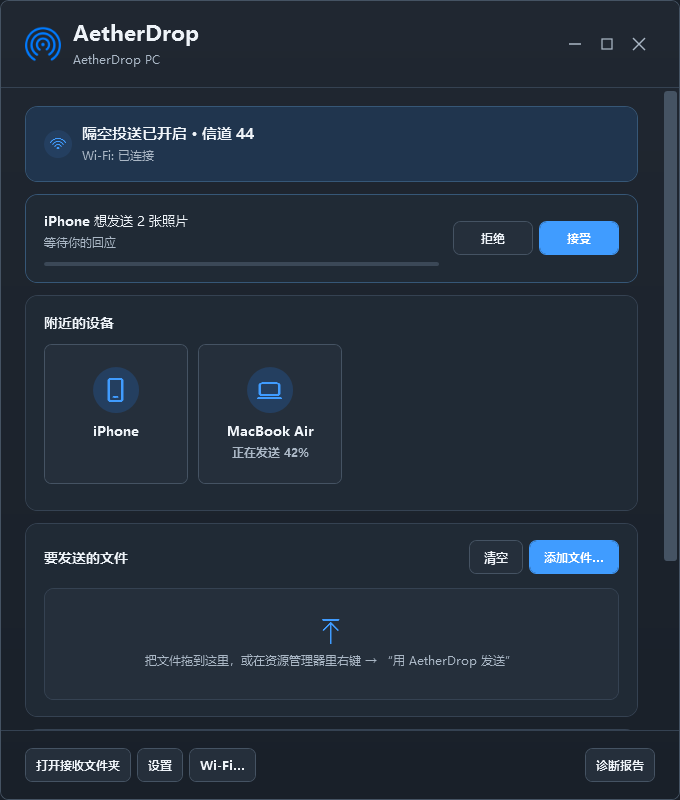 AetherDrop
AetherDrop PC
隔空投送已开启 • 信道 44
Wi-Fi: 已连接
iPhone 想发送 2 张照片
等待你的回应
拒绝
接受
附近的设备
iPhone
MacBook Air
正在发送 42%
要发送的文件
清空
添加文件...
把文件拖到这里，或在资源管理器里右键 → “用 AetherDrop 发送”
打开接收文件夹
设置
Wi-Fi...
诊断报告